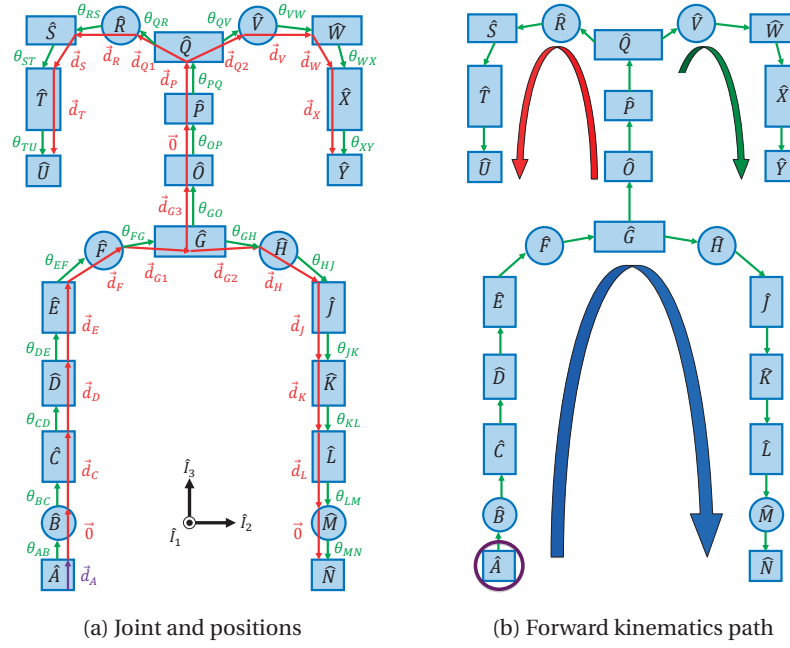 θ_RS R̂ θ_QR θ_QV V̂ θ_VW
Ŝ Q̂ Ŵ
θ_ST d⃗_S d⃗_R d⃗_Q1 d⃗_P d⃗_Q2 d⃗_V d⃗_W θ_WX
T̂ d⃗_T θ_PQ P̂ d⃗_X X̂
θ_TU 0⃗ θ_OP θ_XY
Û Ô Ŷ
d⃗_G3 θ_GO
θ_FG Ĝ θ_GH
θ_EF F̂ Ĥ θ_HJ
d⃗_F d⃗_G1 d⃗_G2 d⃗_H
Ê d⃗_E d⃗_J Ĵ
θ_DE θ_JK
D̂ d⃗_D d⃗_K K̂
θ_CD θ_KL
Ĉ d⃗_C d⃗_L L̂
Î_3
θ_BC θ_LM
B̂ 0⃗ Î_1 Î_2 0⃗ M̂
θ_AB θ_MN
Â d⃗_A N̂
(a) Joint and positions
Ŝ R̂ Q̂ V̂ Ŵ
T̂ P̂ X̂
Û Ô Ŷ
F̂ Ĝ Ĥ
Ê Ĵ
D̂ K̂
Ĉ L̂
B̂ M̂
Â N̂
(b) Forward kinematics path